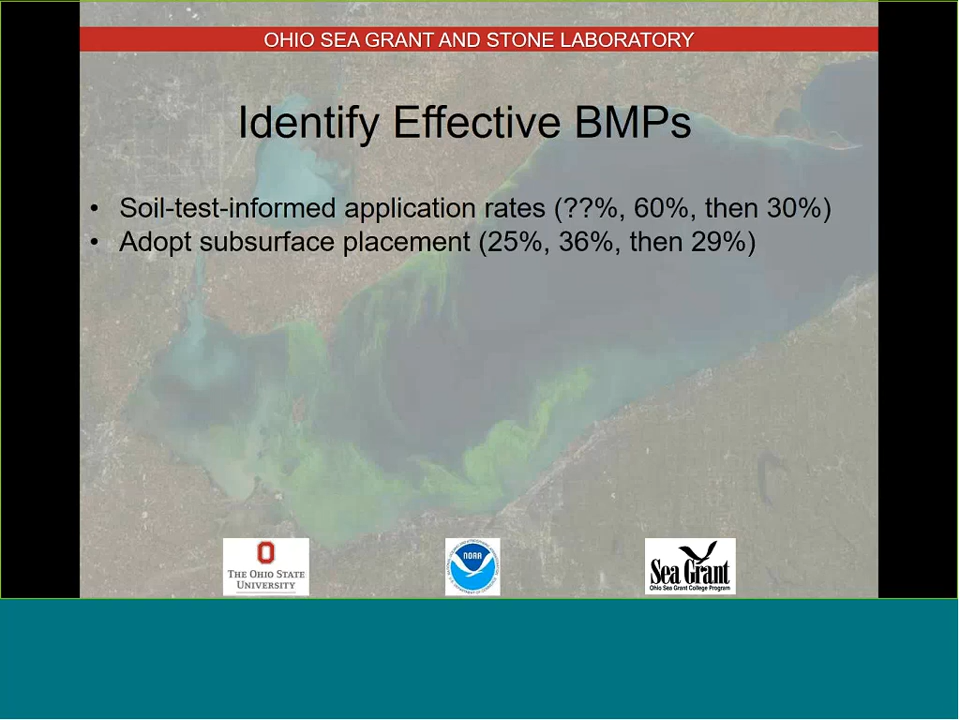 OHIO SEA GRANT AND STONE LABORATORY
Identify Effective BMPs
• Soil-test-informed application rates (??%, 60%, then 30%)
• Adopt subsurface placement (25%, 36%, then 29%)
THE OHIO STATE
UNIVERSITY
NOAA
Sea Grant
Ohio Sea Grant College Program